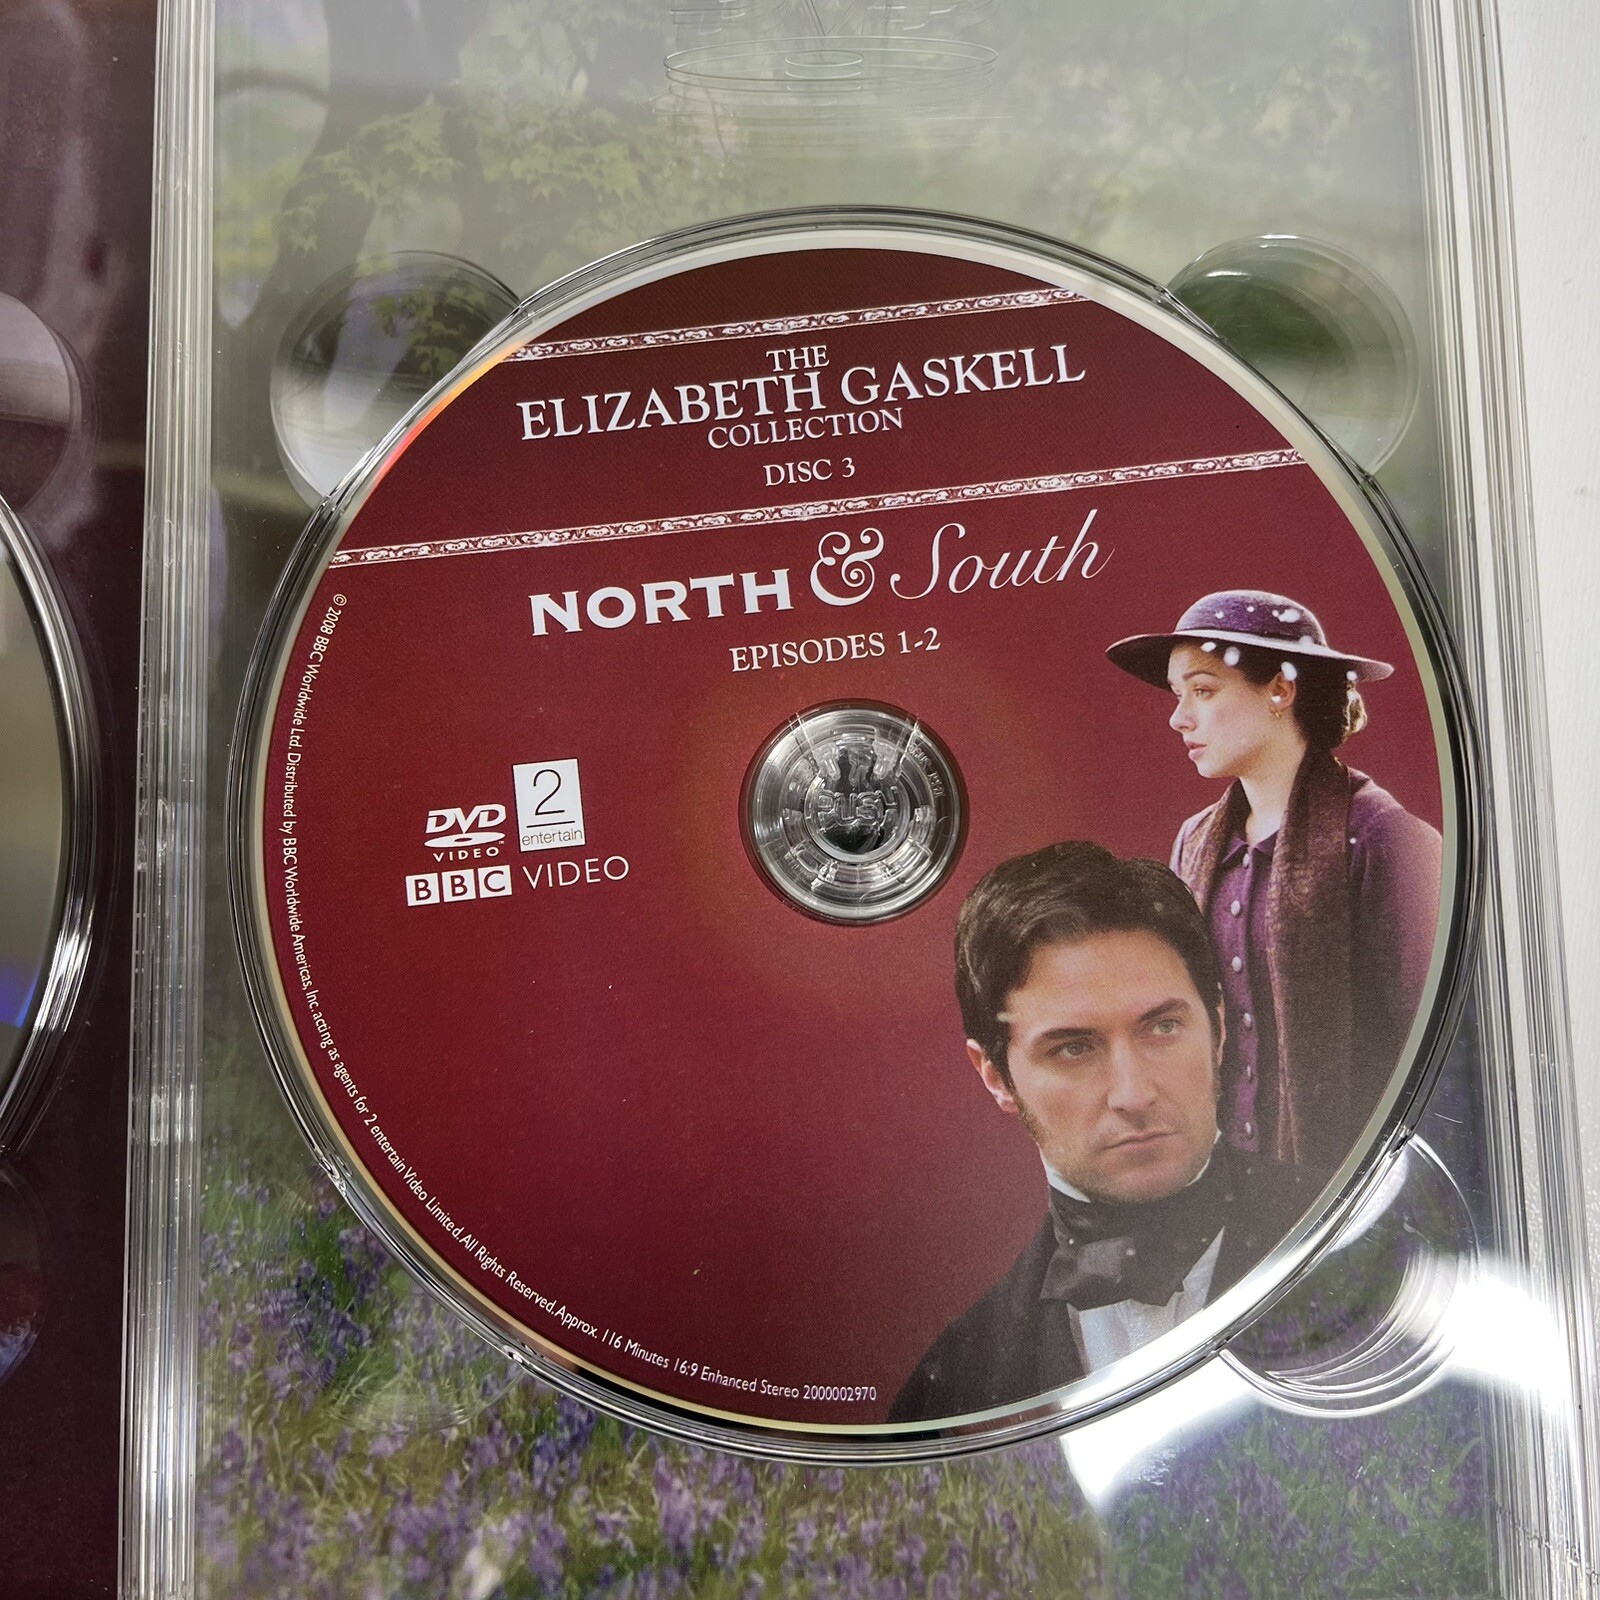 THE
ELIZABETH GASKELL
COLLECTION
DISC 3
NORTH & South
EPISODES 1-2
DVD
VIDEO™
2
entertain
BBC VIDEO
PUSH
© 2008 BBC Worldwide Ltd. Distributed by BBC Worldwide Americas, Inc. acting as agents for 2 entertain Video Limited. All Rights Reserved. Approx. 116 Minutes 16:9 Enhanced Stereo 2000002970